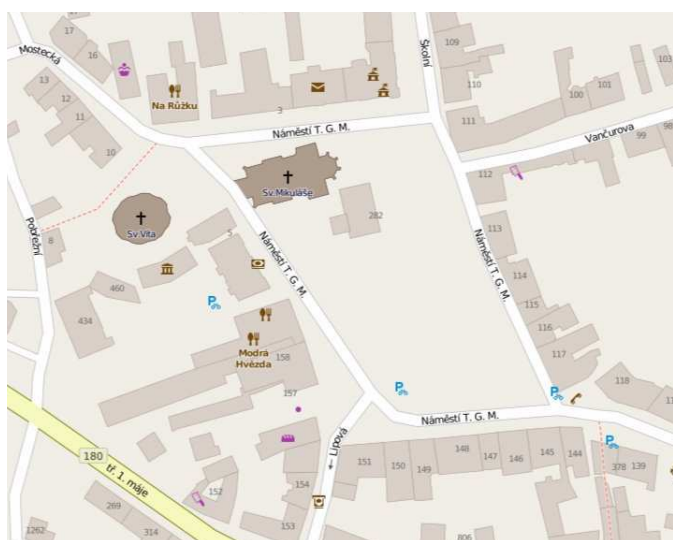 17
Mostecká
16
13
12
11
10
Na Růžku
3
Školní
109
110
111
103
101
100
Vančurova
99
98
Náměstí T. G. M.
Sv. Mikuláše
282
112
113
Náměstí T. G. M.
114
115
116
117
118
Pobřežní
8
Sv. Víta
5
Náměstí T. G. M.
460
434
158
Modrá
Hvězda
157
P
P
P
P
Náměstí T. G. M.
← Lípová
151
150
149
148
147
146
145
144
378
139
180
tř. 1. máje
152
154
153
269
314
1262
806